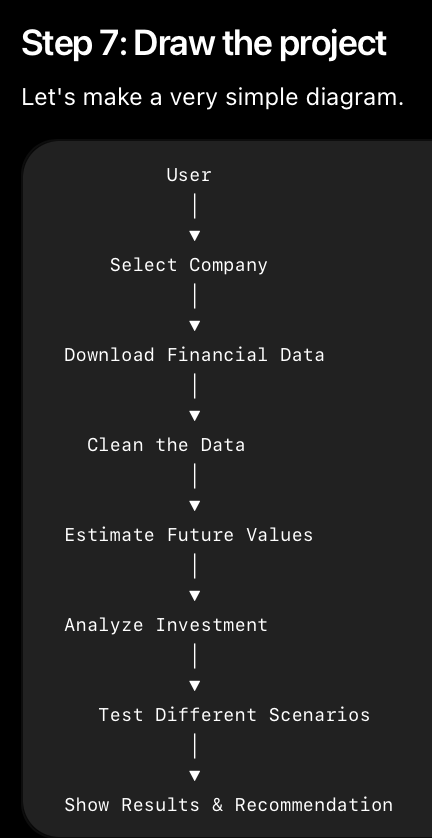 Step 7: Draw the project
Let's make a very simple diagram.
User
│
▼
Select Company
│
▼
Download Financial Data
│
▼
Clean the Data
│
▼
Estimate Future Values
│
▼
Analyze Investment
│
▼
Test Different Scenarios
│
▼
Show Results & Recommendation